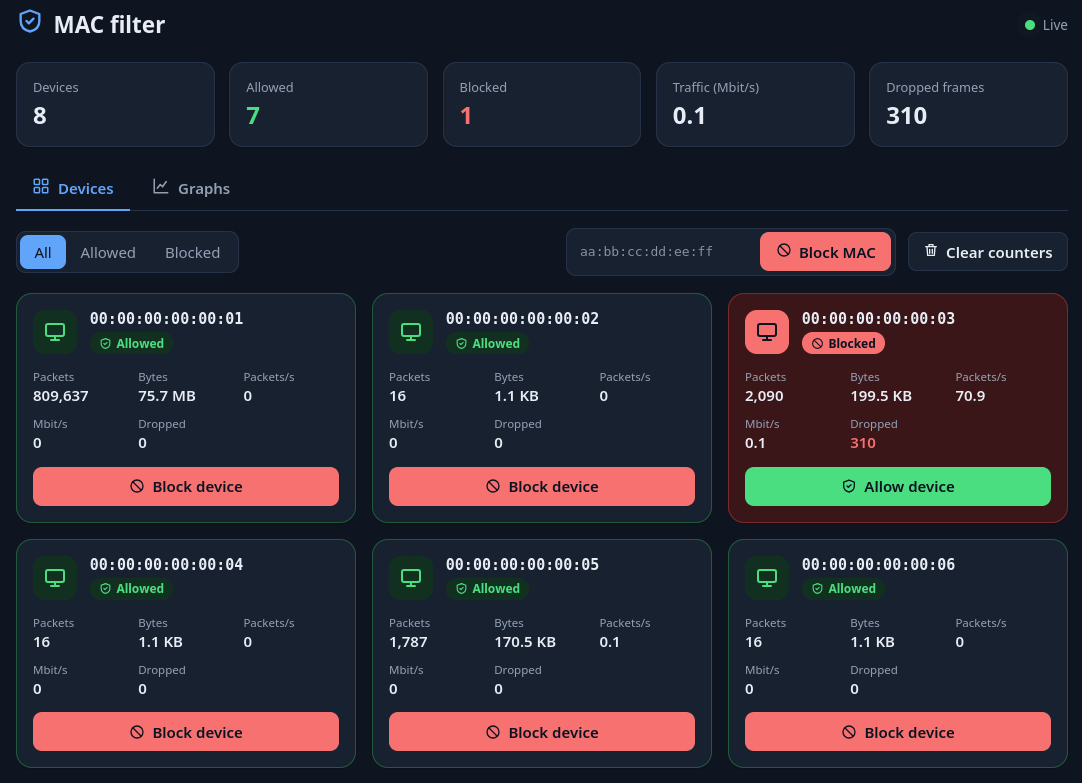 MAC filter
Live
Devices Allowed Blocked Traffic (Mbit/s) Dropped frames
8 7 1 0.1 310
Devices Graphs
All Allowed Blocked aa:bb:cc:dd:ee:ff Block MAC Clear counters
00:00:00:00:00:01
Allowed
Packets Bytes Packets/s
809,637 75.7 MB 0
Mbit/s Dropped
0 0
Block device
00:00:00:00:00:02
Allowed
Packets Bytes Packets/s
16 1.1 KB 0
Mbit/s Dropped
0 0
Block device
00:00:00:00:00:03
Blocked
Packets Bytes Packets/s
2,090 199.5 KB 70.9
Mbit/s Dropped
0.1 310
Allow device
00:00:00:00:00:04
Allowed
Packets Bytes Packets/s
16 1.1 KB 0
Mbit/s Dropped
0 0
Block device
00:00:00:00:00:05
Allowed
Packets Bytes Packets/s
1,787 170.5 KB 0.1
Mbit/s Dropped
0 0
Block device
00:00:00:00:00:06
Allowed
Packets Bytes Packets/s
16 1.1 KB 0
Mbit/s Dropped
0 0
Block device